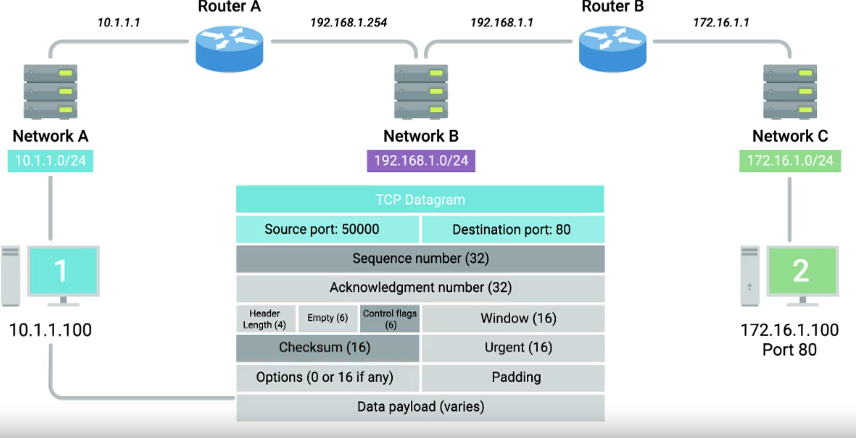 Router A
Router B
10.1.1.1
192.168.1.254
192.168.1.1
172.16.1.1
Network A
Network B
Network C
10.1.1.0/24
192.168.1.0/24
172.16.1.0/24
TCP Datagram
Source port: 50000
Destination port: 80
Sequence number (32)
1
2
Acknowledgment number (32)
Header
Length (4)
Empty (6)
Control flags
(6)
Window (16)
10.1.1.100
172.16.1.100
Port 80
Checksum (16)
Urgent (16)
Options (0 or 16 if any)
Padding
Data payload (varies)